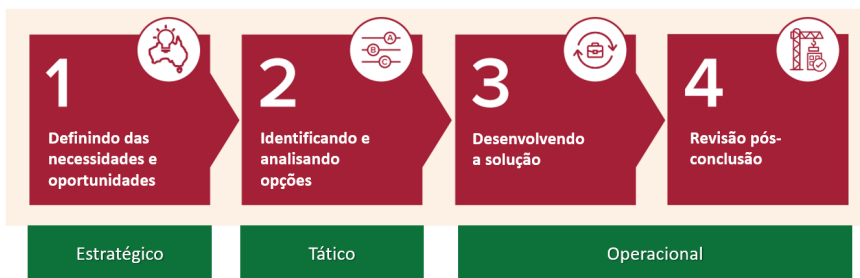 1
Definindo das
necessidades e
oportunidades
2
A
B
C
Identificando e
analisando
opções
3
Desenvolvendo
a solução
4
Revisão pós-
conclusão
Estratégico
Tático
Operacional